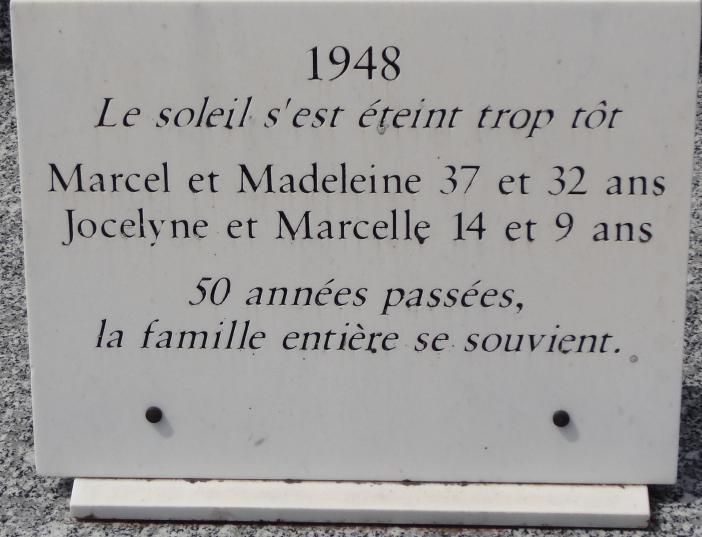 1948
Le soleil s'est éteint trop tôt
Marcel et Madeleine 37 et 32 ans
Jocelyne et Marcelle 14 et 9 ans
50 années passées,
la famille entière se souvient.